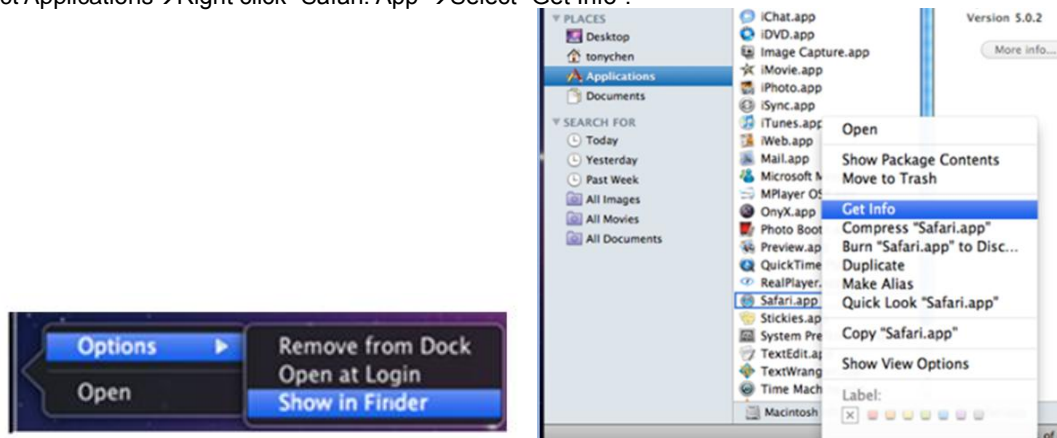 ct Applications→Right click "Safari. App"→Select "Get Info".
Options
Open
Remove from Dock
Open at Login
Show in Finder
PLACES
Desktop
tonychen
Applications
Documents
SEARCH FOR
Today
Yesterday
Past Week
All Images
All Movies
All Documents
iChat.app
iDVD.app
Image Capture.app
iMovie.app
iPhoto.app
iSync.app
iTunes.app
iWeb.app
Mail.app
Microsoft M
MPlayer OS
OnyX.app
Photo Boot
Preview.ap
QuickTime
RealPlayer.
Safari.app
Stickies.ap
System Pre
TextEdit.ap
TextWrang
Time Mach
Macintosh
Open
Show Package Contents
Move to Trash
Get Info
Compress "Safari.app"
Burn "Safari.app" to Disc...
Duplicate
Make Alias
Quick Look "Safari.app"
Copy "Safari.app"
Show View Options
Label:
Version 5.0.2
More info...
of